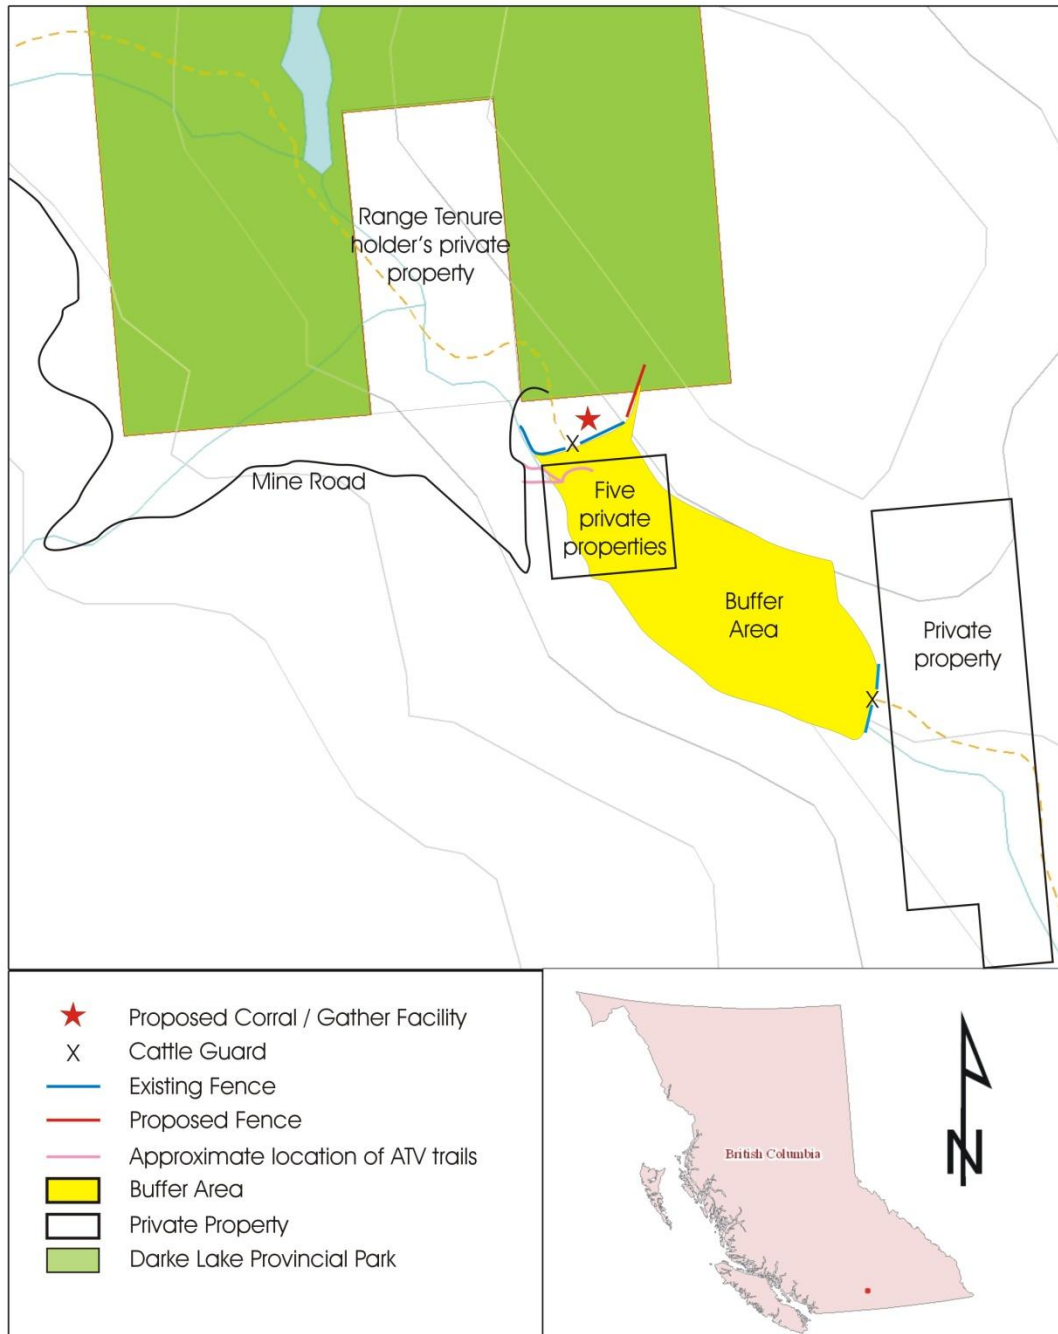 Range Tenure
holder's private
property
Mine Road
Five
private
properties
X
Buffer
Area
Private
property
X
Proposed Corral / Gather Facility
X Cattle Guard
Existing Fence
Proposed Fence
Approximate location of ATV trails
Buffer Area
Private Property
Darke Lake Provincial Park
British Columbia
N